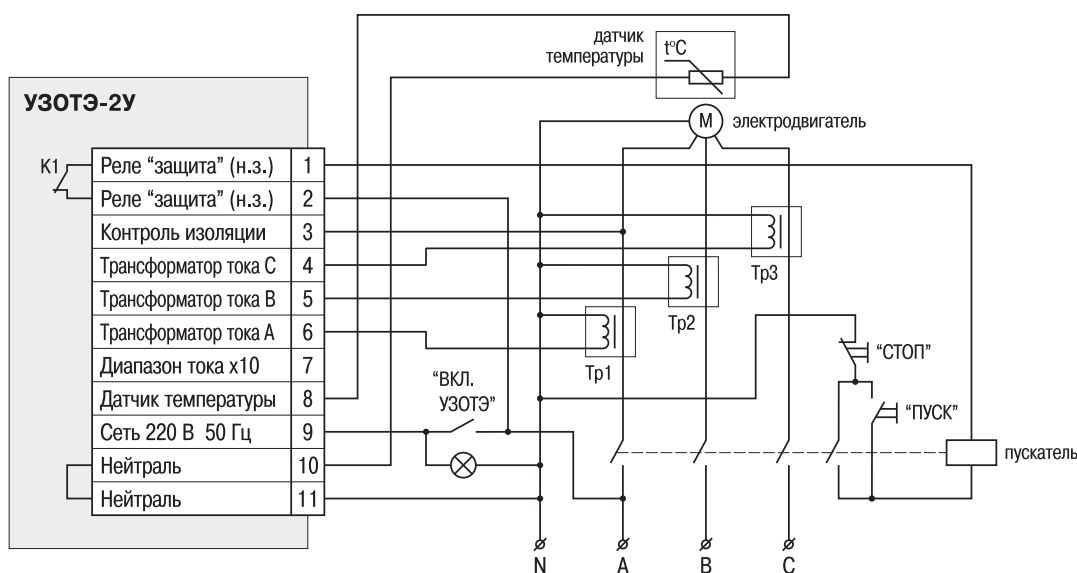 датчик
температуры
t°C
УЗОТЭ-2У
M
электродвигатель
K1
Реле “защита” (н.з.) 1
Реле “защита” (н.з.) 2
Контроль изоляции 3
Трансформатор тока С 4
Трансформатор тока В 5
Трансформатор тока А 6
Диапазон тока x10 7
Датчик температуры 8
Сеть 220 В 50 Гц 9
Нейтраль 10
Нейтраль 11
Тр3
Тр2
Тр1
“СТОП”
“ВКЛ.
УЗОТЭ”
“ПУСК”
пускатель
N A B C